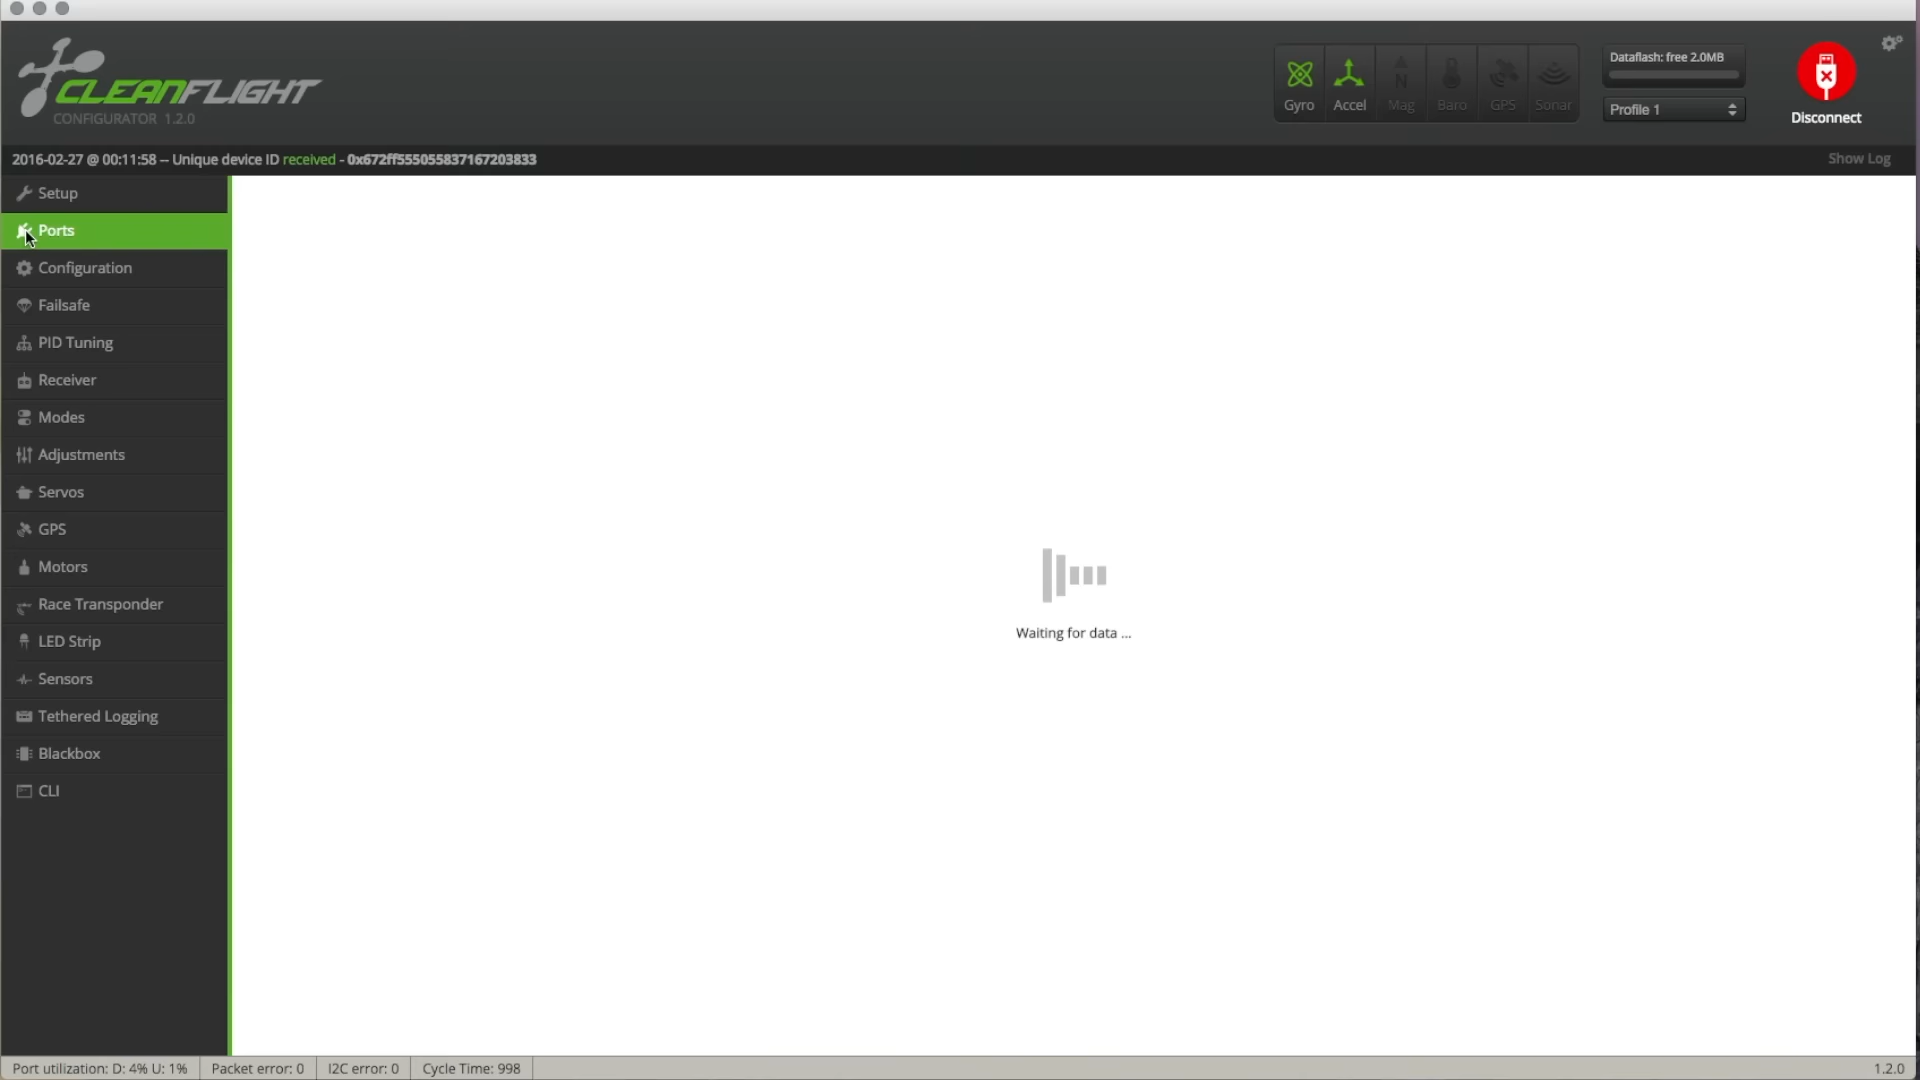 CLEANFLIGHT
CONFIGURATOR 1.2.0
Gyro
Accel
Mag
Baro
GPS
Sonar
Dataflash: free 2.0MB
Profile 1
Disconnect
2016-02-27 @ 00:11:58 -- Unique device ID received - 0x672ff555055837167203833
Show Log
Setup
Ports
Configuration
Failsafe
PID Tuning
Receiver
Modes
Adjustments
Servos
GPS
Motors
Race Transponder
LED Strip
Sensors
Tethered Logging
Blackbox
CLI
Waiting for data ...
Port utilization: D: 4% U: 1%
Packet error: 0
I2C error: 0
Cycle Time: 998
1.2.0